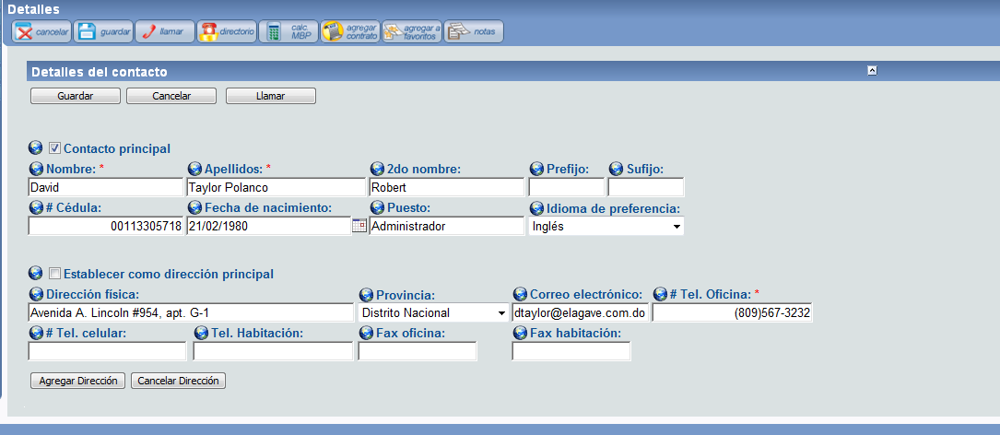 Detalles
cancelar guardar llamar directorio calc. MBP agregar contrato agregar a favoritos notas
Detalles del contacto
Guardar Cancelar Llamar
Contacto principal
Nombre: * Apellidos: * 2do nombre: Prefijo: Sufijo:
David Taylor Polanco Robert
# Cédula: Fecha de nacimiento: Puesto: Idioma de preferencia:
00113305718 21/02/1980 Administrador Inglés
Establecer como dirección principal
Dirección física: Provincia: Correo electrónico: # Tel. Oficina: *
Avenida A. Lincoln #954, apt. G-1 Distrito Nacional dtaylor@elagave.com.do (809)567-3232
# Tel. celular: Tel. Habitación: Fax oficina: Fax habitación:
Agregar Dirección Cancelar Dirección